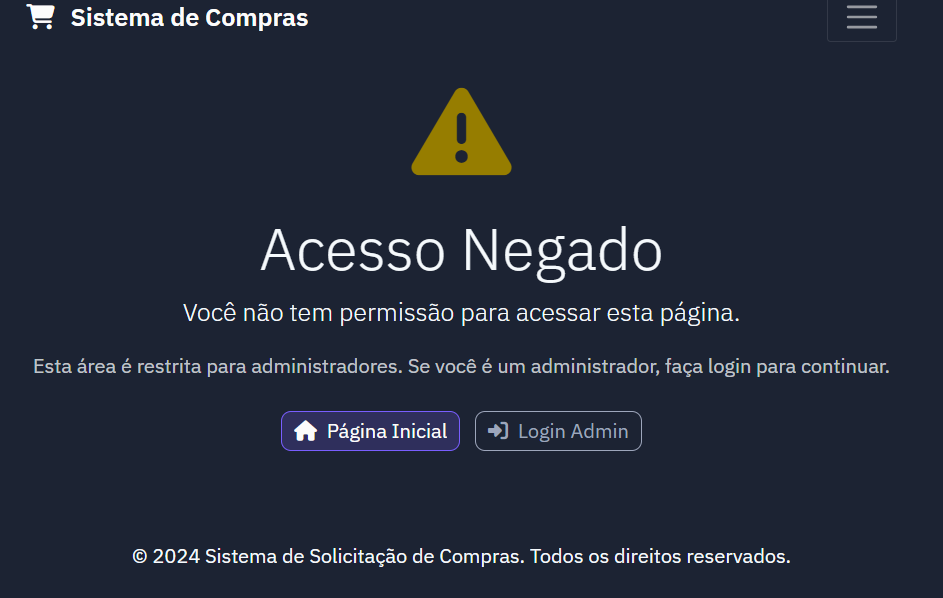 Sistema de Compras
Acesso Negado
Você não tem permissão para acessar esta página.
Esta área é restrita para administradores. Se você é um administrador, faça login para continuar.
Página Inicial
Login Admin
© 2024 Sistema de Solicitação de Compras. Todos os direitos reservados.